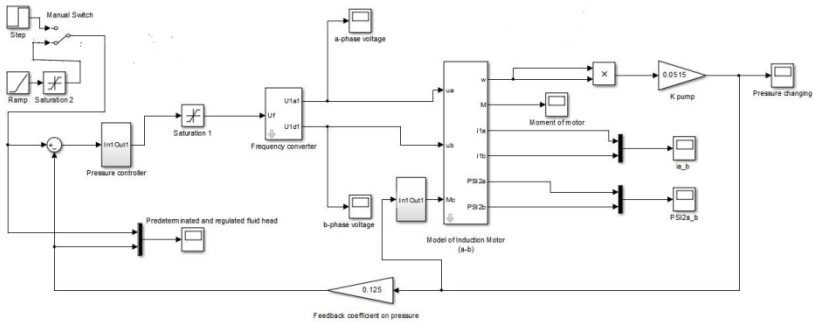 Manual Switch
Step
Ramp
Saturation 2
In1 Out1
Pressure controller
Saturation 1
Uf
U1a1
U1d1
Frequency converter
a-phase voltage
b-phase voltage
ua
ub
Mc
w
M
i1a
i1b
PSI2a
PSI2b
Model of Induction Motor
(a-b)
In1 Out1
Moment of motor
×
0.0515
K pump
Pressure changing
ia_b
PSI2a_b
Predeterminated and regulated fluid head
0.125
Feedback coefficient on pressure